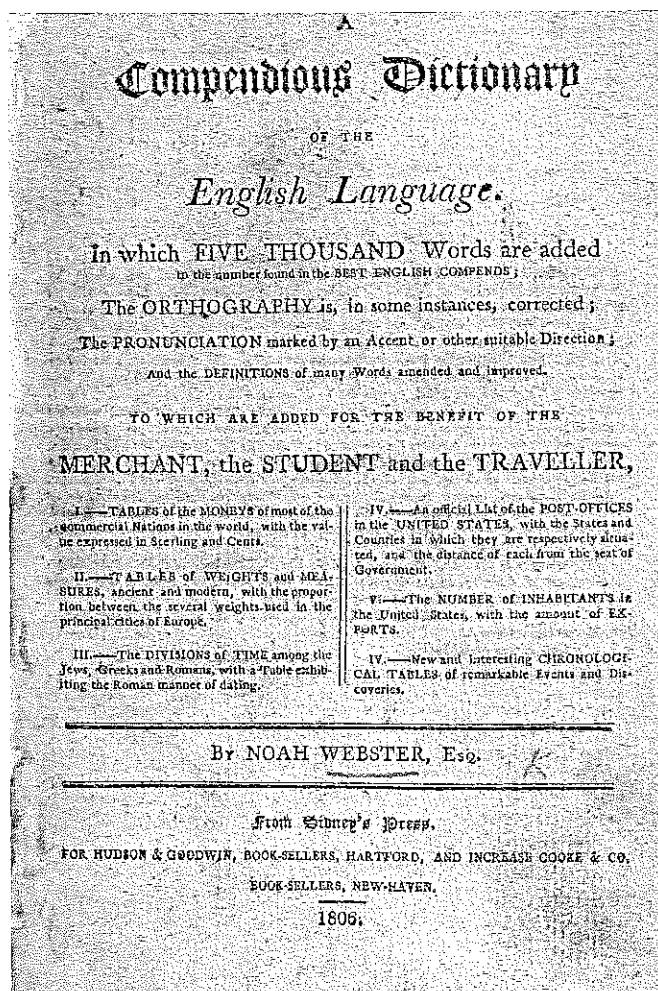 A
Compendious Dictionary
OF THE
English Language.
In which FIVE THOUSAND Words are added
to the number found in the BEST ENGLISH COMPENDS;
The ORTHOGRAPHY is, in some instances, corrected;
The PRONUNCIATION marked by an Accent or other suitable Direction;
And the DEFINITIONS of many Words amended and improved.
TO WHICH ARE ADDED FOR THE BENEFIT OF THE
MERCHANT, the STUDENT and the TRAVELLER,
I.—TABLES of the MONEYS of most of the
commercial Nations in the world, with the val-
ue expressed in Sterling and Cents.
II.—TABLES of WEIGHTS and MEA-
SURES, ancient and modern, with the propor-
tion between the several weights used in the
principal cities of Europe.
III.—The DIVISIONS of TIME among the
Jews, Greeks and Romans, with a Table exhib-
iting the Roman manner of dating.
IV.—An official List of the POST-OFFICES
in the UNITED STATES, with the States and
Counties in which they are respectively situa-
ted, and the distance of each from the seat of
Government.
V.—The NUMBER of INHABITANTS in
the United States, with the amount of EX-
PORTS.
IV.—New and interesting CHRONOLOGI-
CAL TABLES of remarkable Events and Dis-
coveries.
By NOAH WEBSTER, Esq.
From Sidney's Press.
FOR HUDSON & GOODWIN, BOOK-SELLERS, HARTFORD, AND INCREASE COOKE & CO.
BOOK-SELLERS, NEW-HAVEN.
1806.